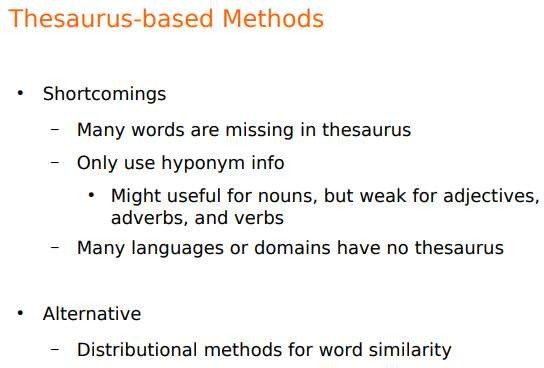 Thesaurus-based Methods
• Shortcomings
– Many words are missing in thesaurus
– Only use hyponym info
• Might useful for nouns, but weak for adjectives,
adverbs, and verbs
– Many languages or domains have no thesaurus
• Alternative
– Distributional methods for word similarity